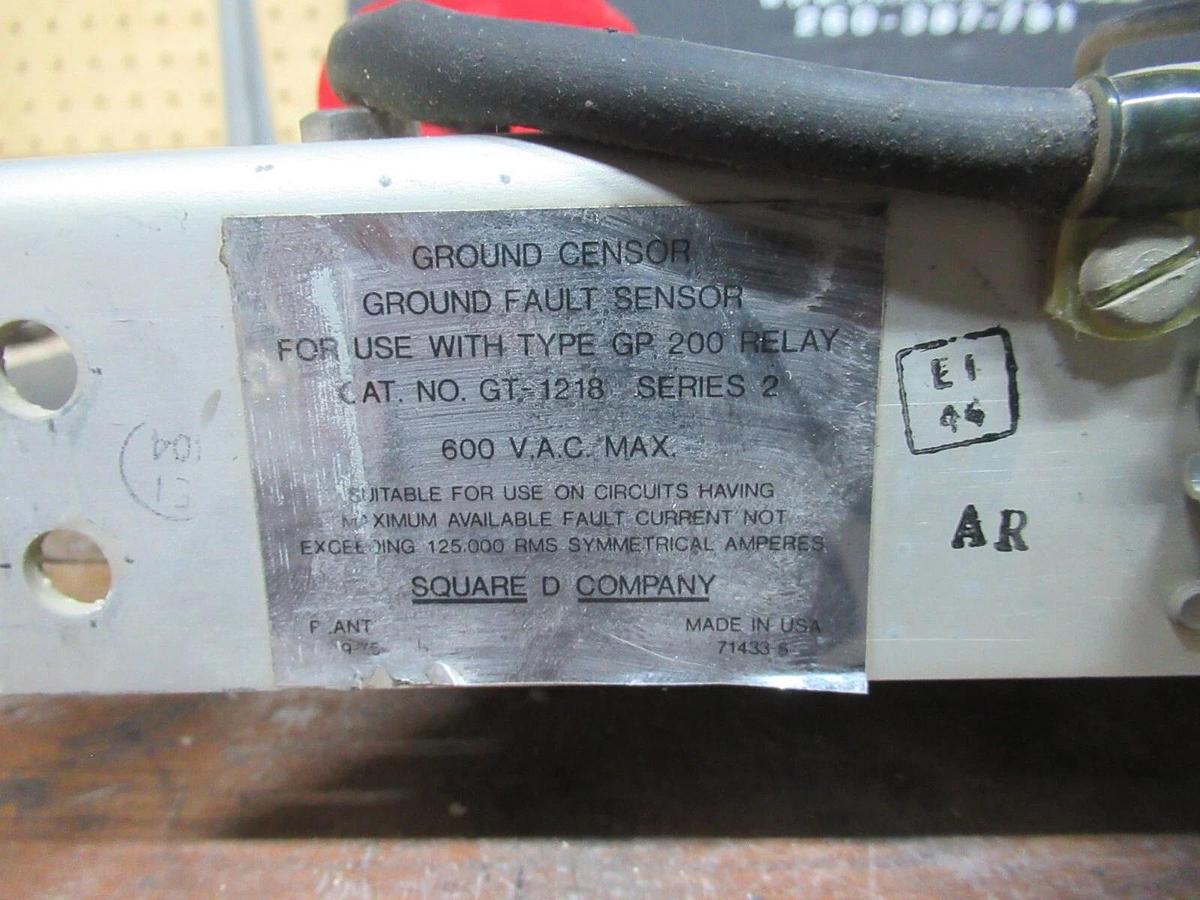 GROUND CENSOR
GROUND FAULT SENSOR
FOR USE WITH TYPE GP 200 RELAY
CAT. NO. GT-1218 SERIES 2
600 V.A.C. MAX.
SUITABLE FOR USE ON CIRCUITS HAVING
MAXIMUM AVAILABLE FAULT CURRENT NOT
EXCEEDING 125.000 RMS SYMMETRICAL AMPERES
SQUARE D COMPANY
PLANT MADE IN USA
71433
E1
46
AR